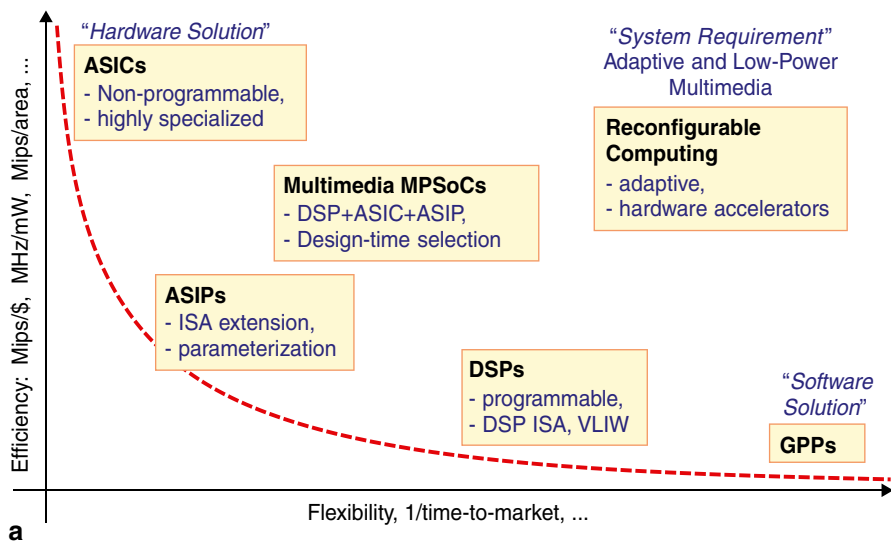 "Hardware Solution"
ASICs
- Non-programmable,
- highly specialized
"System Requirement"
Adaptive and Low-Power
Multimedia
Reconfigurable
Computing
- adaptive,
- hardware accelerators
Multimedia MPSoCs
- DSP+ASIC+ASIP,
- Design-time selection
ASIPs
- ISA extension,
- parameterization
DSPs
- programmable,
- DSP ISA, VLIW
"Software
Solution"
GPPs
Efficiency: Mips/$, MHz/mW, Mips/area, ...
Flexibility, 1/time-to-market, ...
a